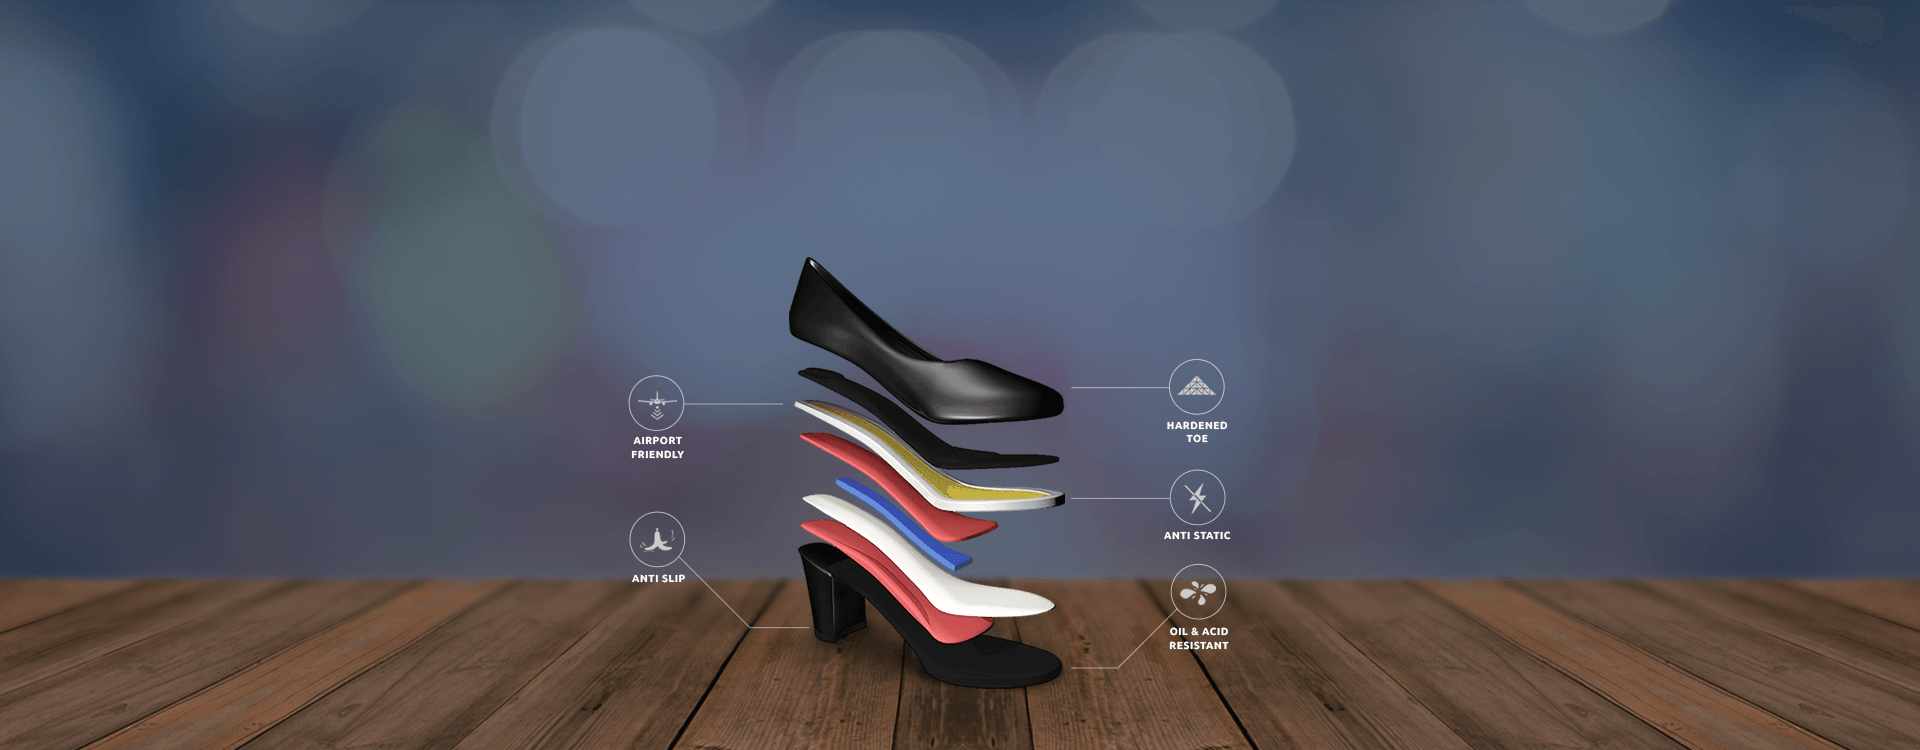 AIRPORT
FRIENDLY
ANTI SLIP
HARDENED
TOE
ANTI STATIC
OIL & ACID
RESISTANT